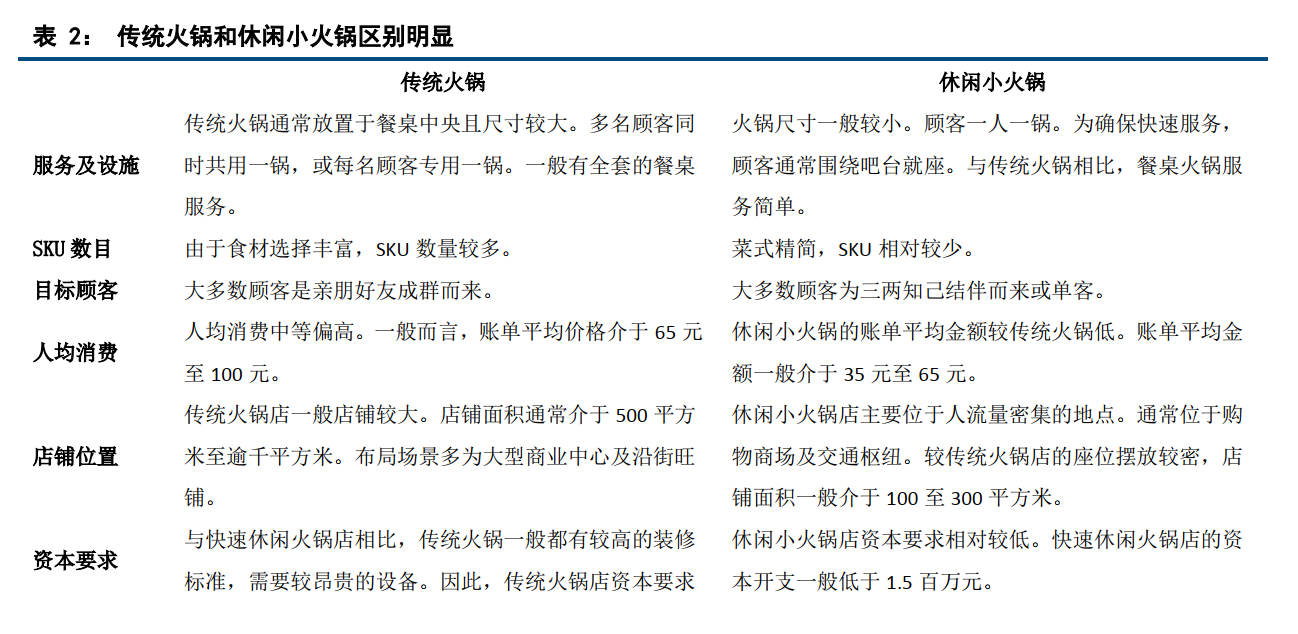 表 2： 传统火锅和休闲小火锅区别明显
传统火锅
休闲小火锅
服务及设施
传统火锅通常放置于餐桌中央且尺寸较大。多名顾客同
时共用一锅，或每名顾客专用一锅。一般有全套的餐桌
服务。
火锅尺寸一般较小。顾客一人一锅。为确保快速服务，
顾客通常围绕吧台就座。与传统火锅相比，餐桌火锅服
务简单。
SKU 数目
由于食材选择丰富，SKU 数量较多。
菜式精简，SKU 相对较少。
目标顾客
大多数顾客是亲朋好友成群而来。
大多数顾客为三两知己结伴而来或单客。
人均消费
人均消费中等偏高。一般而言，账单平均价格介于 65 元
至 100 元。
休闲小火锅的账单平均金额较传统火锅低。账单平均金
额一般介于 35 元至 65 元。
店铺位置
传统火锅店一般店铺较大。店铺面积通常介于 500 平方
米至逾千平方米。布局场景多为大型商业中心及沿街旺
铺。
休闲小火锅店主要位于人流量密集的地点。通常位于购
物商场及交通枢纽。较传统火锅店的座位摆放较密，店
铺面积一般介于 100 至 300 平方米。
资本要求
与快速休闲火锅店相比，传统火锅一般都有较高的装修
标准，需要较昂贵的设备。因此，传统火锅店资本要求
休闲小火锅店资本要求相对较低。快速休闲火锅店的资
本开支一般低于 1.5 百万元。